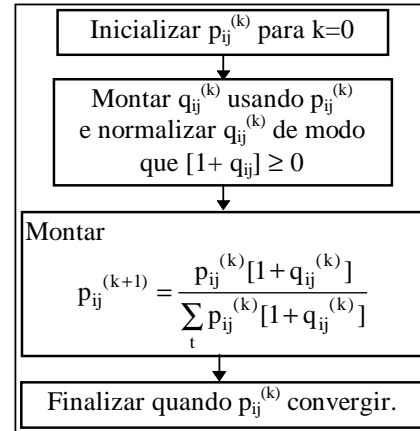 Inicializar pᵢⱼ⁽ᵏ⁾ para k=0
Montar qᵢⱼ⁽ᵏ⁾ usando pᵢⱼ⁽ᵏ⁾
e normalizar qᵢⱼ⁽ᵏ⁾ de modo
que [1+ qᵢⱼ] ≥ 0
Montar
pᵢⱼ⁽ᵏ⁺¹⁾ = pᵢⱼ⁽ᵏ⁾[1+ qᵢⱼ⁽ᵏ⁾]
∑ₜ pᵢⱼ⁽ᵏ⁾[1+ qᵢⱼ⁽ᵏ⁾]
Finalizar quando pᵢⱼ⁽ᵏ⁾ convergir.